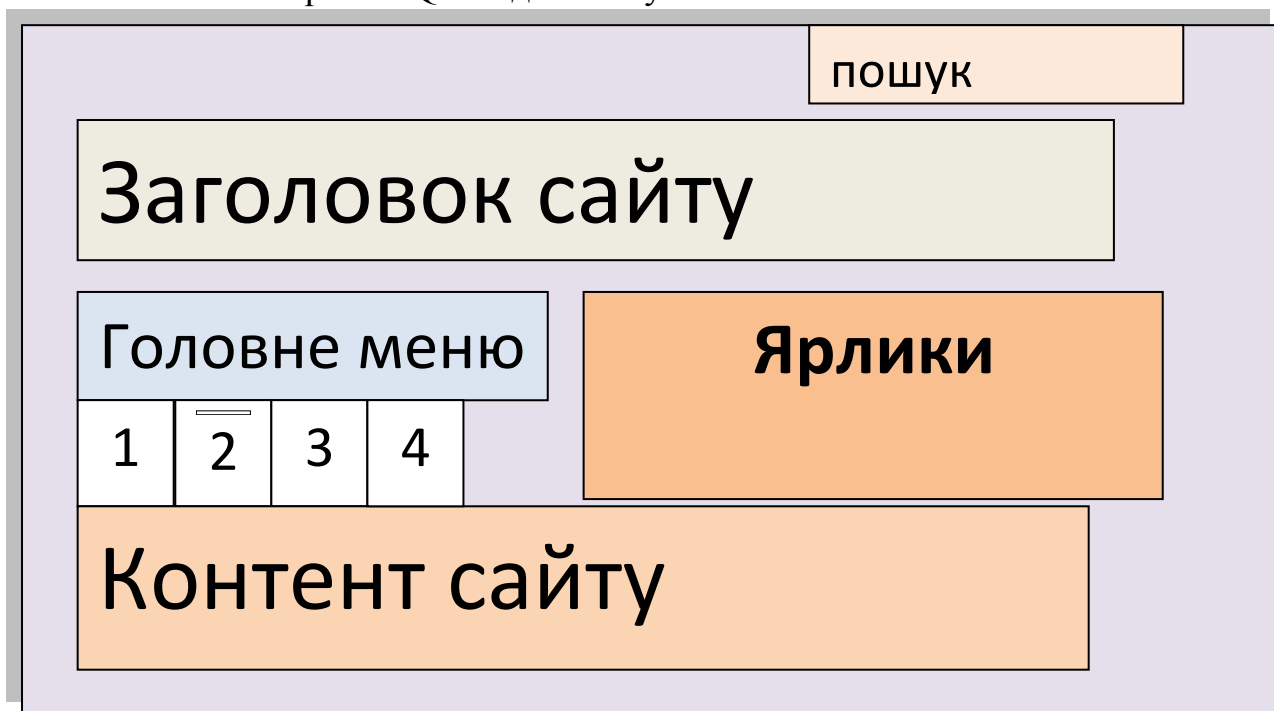 пошук
Заголовок сайту
Головне меню
Ярлики
1 2 3 4
Контент сайту